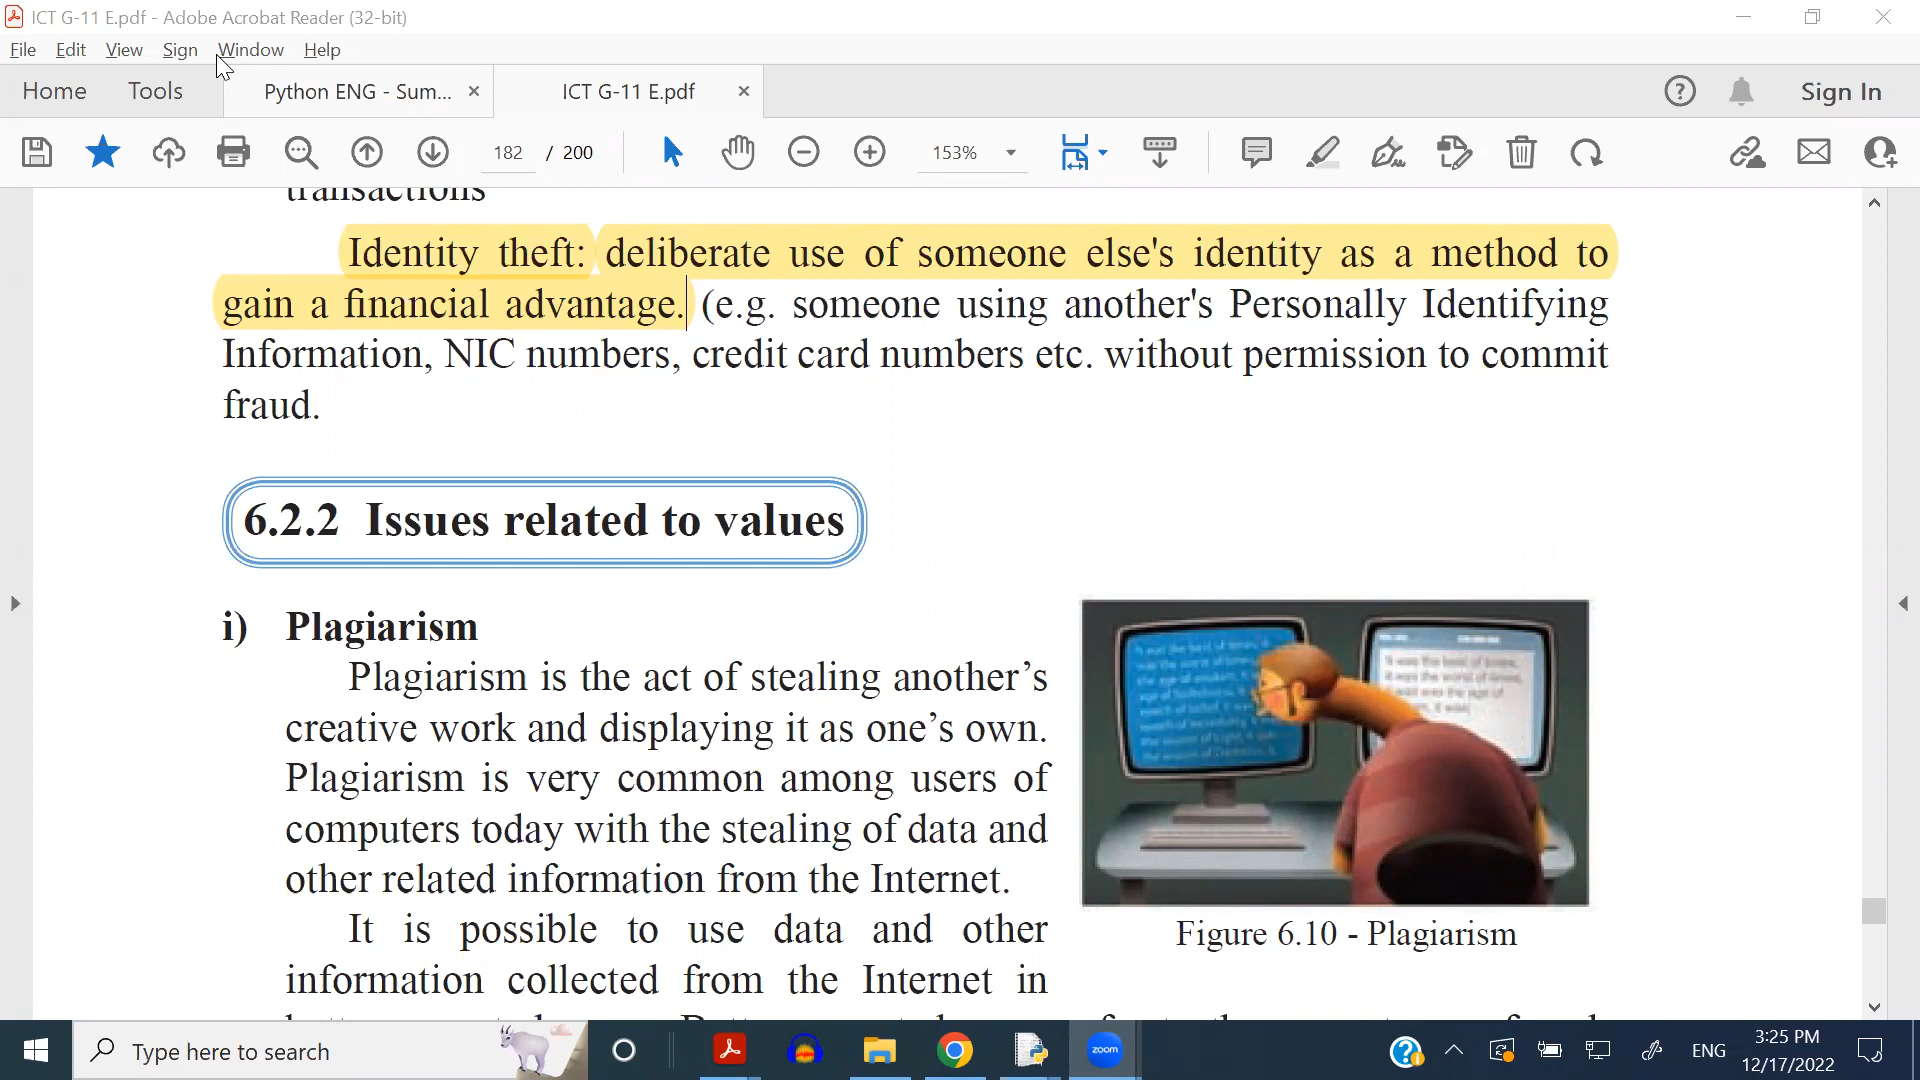 ICT G-11 E.pdf - Adobe Acrobat Reader (32-bit)
File Edit View Sign Window Help
Home Tools Python ENG - Sum... × ICT G-11 E.pdf × Sign In
182 / 200 153%
transactions
Identity theft: deliberate use of someone else's identity as a method to
gain a financial advantage. (e.g. someone using another's Personally Identifying
Information, NIC numbers, credit card numbers etc. without permission to commit
fraud.
6.2.2 Issues related to values
i) Plagiarism
Plagiarism is the act of stealing another’s
creative work and displaying it as one’s own.
Plagiarism is very common among users of
computers today with the stealing of data and
other related information from the Internet.
It is possible to use data and other
information collected from the Internet in
Figure 6.10 - Plagiarism
Type here to search
zoom
ENG
3:25 PM
12/17/2022